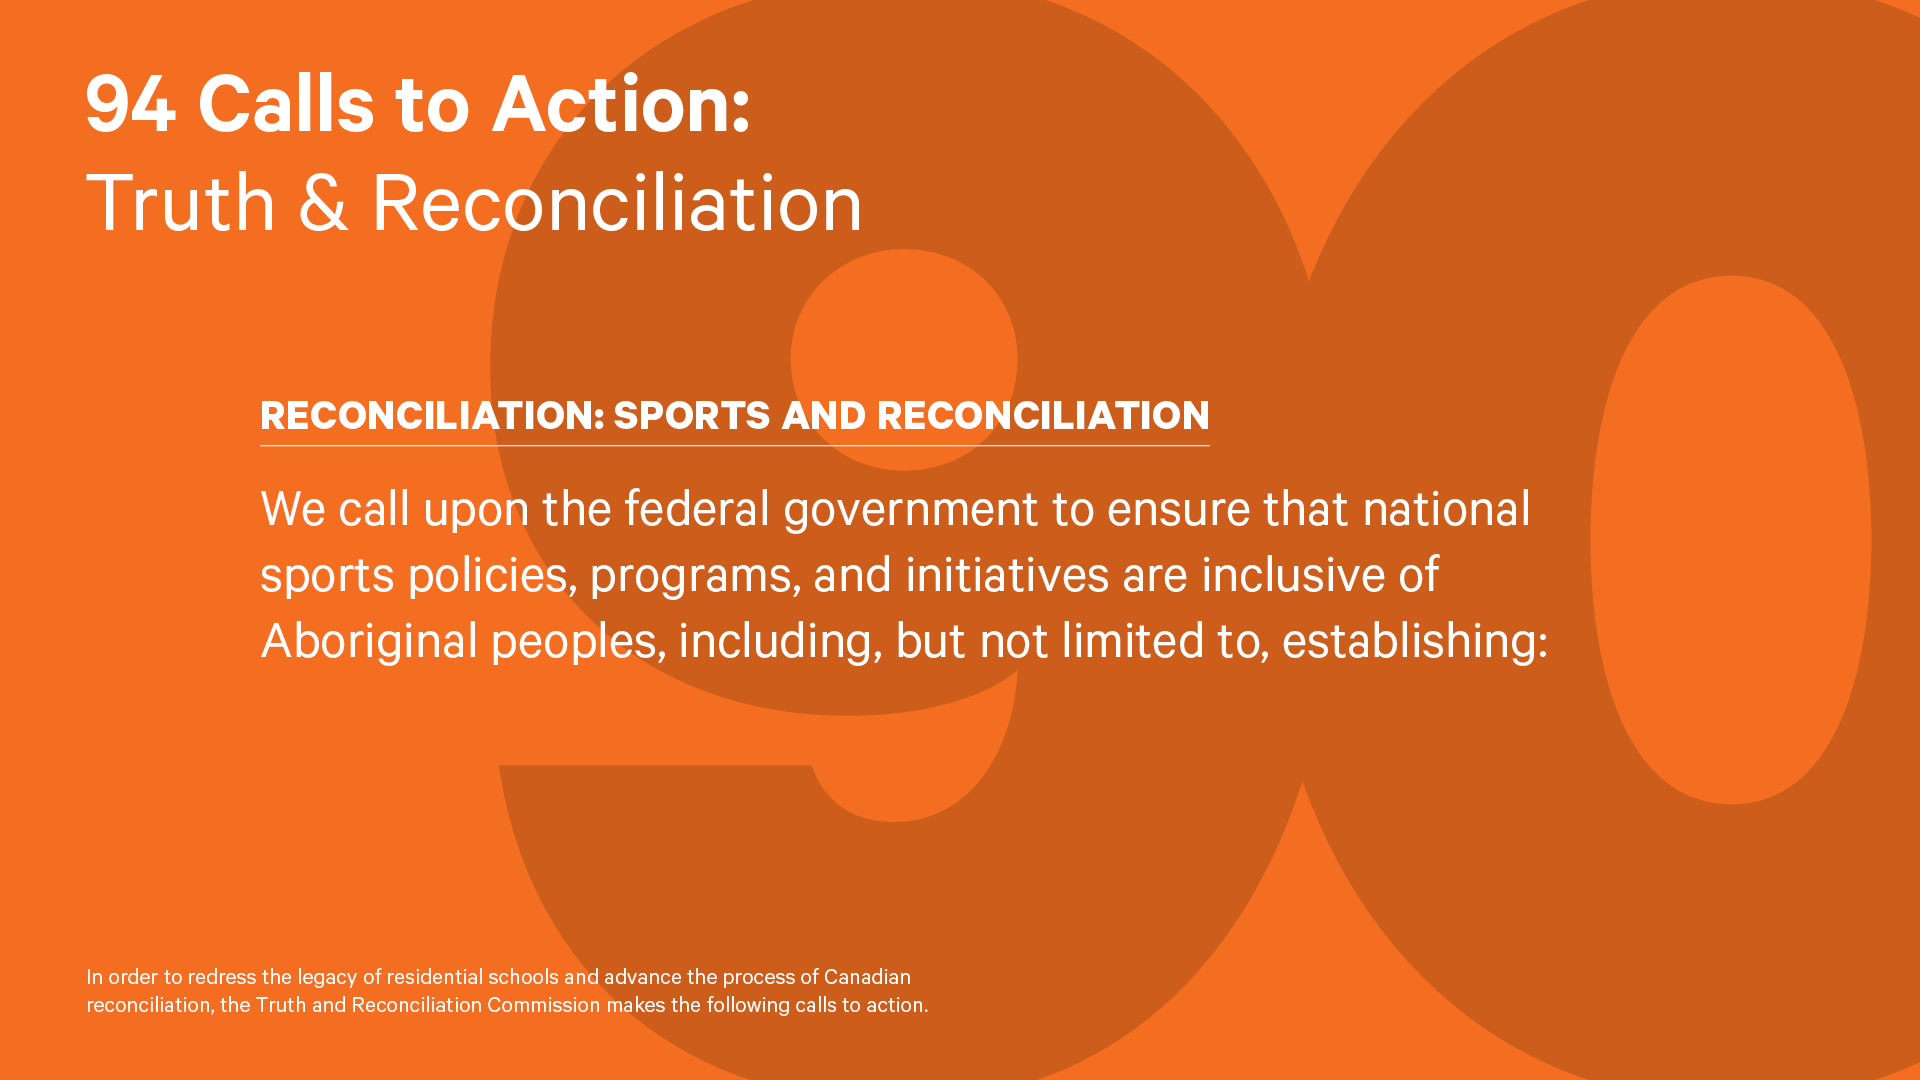 94 Calls to Action:
Truth & Reconciliation
90
RECONCILIATION: SPORTS AND RECONCILIATION
We call upon the federal government to ensure that national
sports policies, programs, and initiatives are inclusive of
Aboriginal peoples, including, but not limited to, establishing:
In order to redress the legacy of residential schools and advance the process of Canadian
reconciliation, the Truth and Reconciliation Commission makes the following calls to action.